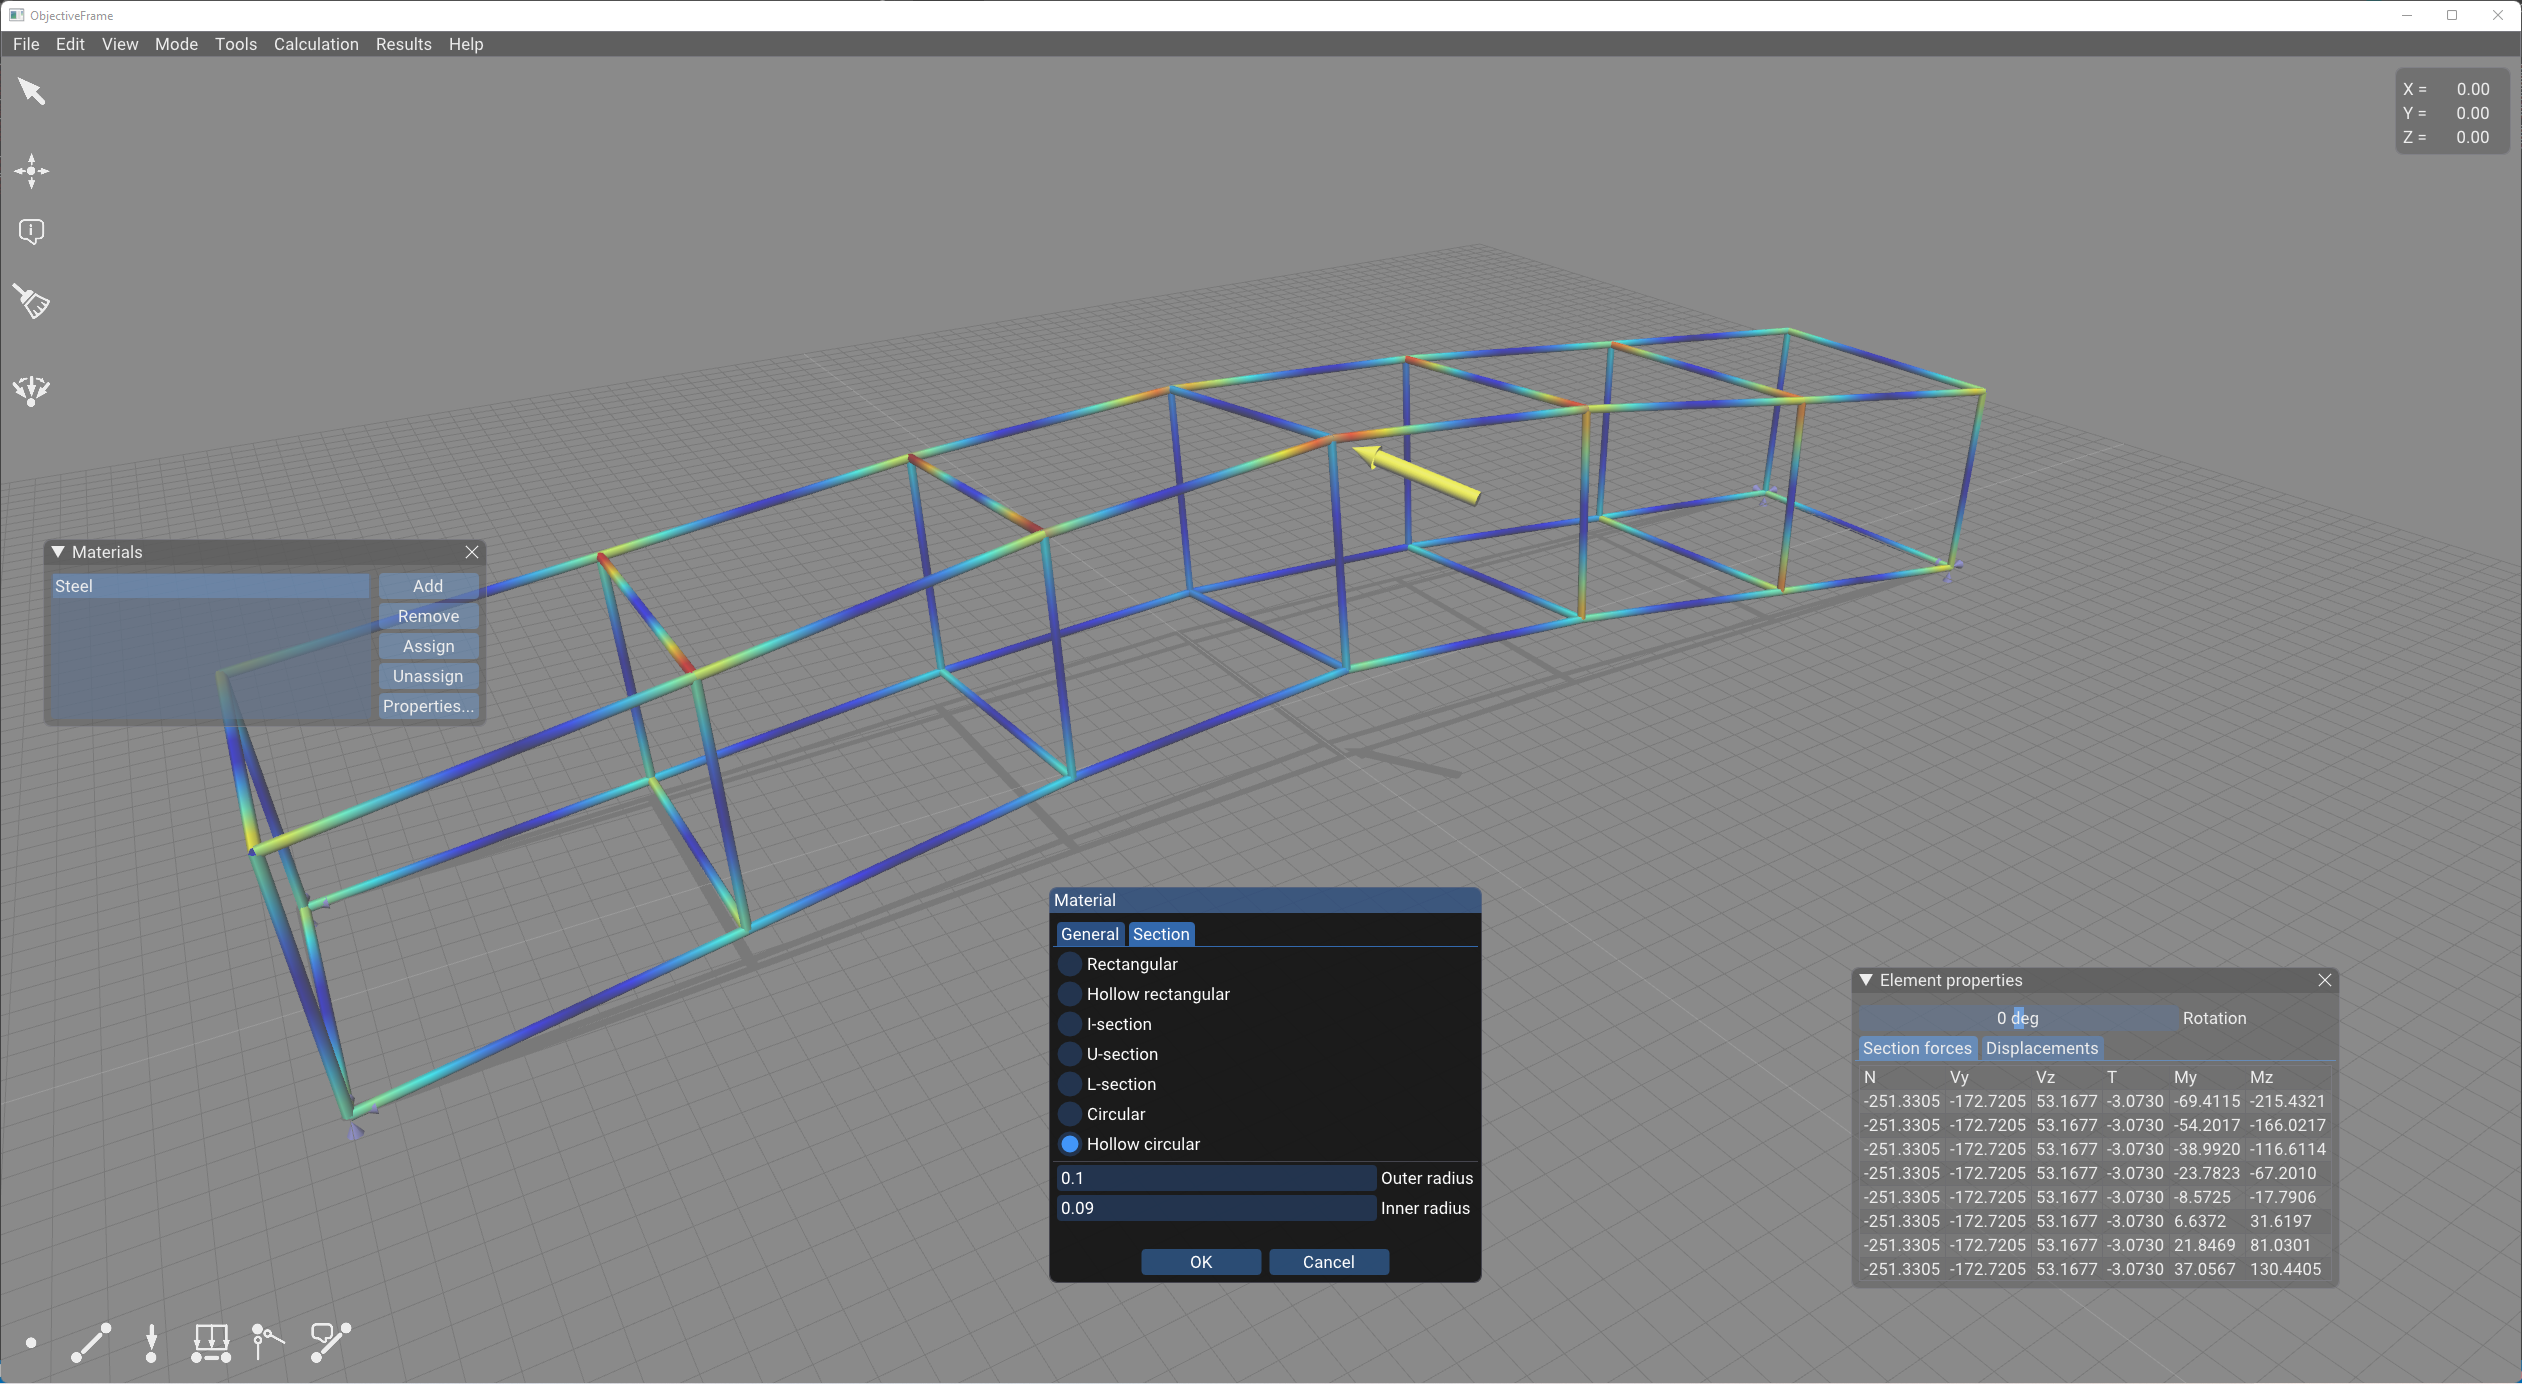 ObjectiveFrame
File Edit View Mode Tools Calculation Results Help
X = 0.00
Y = 0.00
Z = 0.00
Materials
Steel
Add
Remove
Assign
Unassign
Properties...
Material
General Section
Rectangular
Hollow rectangular
I-section
U-section
L-section
Circular
Hollow circular
0.1 Outer radius
0.09 Inner radius
OK Cancel
Element properties
0 deg Rotation
Section forces Displacements
N Vy Vz T My Mz
-251.3305 -172.7205 53.1677 -3.0730 -69.4115 -215.4321
-251.3305 -172.7205 53.1677 -3.0730 -54.2017 -166.0217
-251.3305 -172.7205 53.1677 -3.0730 -38.9920 -116.6114
-251.3305 -172.7205 53.1677 -3.0730 -23.7823 -67.2010
-251.3305 -172.7205 53.1677 -3.0730 -8.5725 -17.7906
-251.3305 -172.7205 53.1677 -3.0730 6.6372 31.6197
-251.3305 -172.7205 53.1677 -3.0730 21.8469 81.0301
-251.3305 -172.7205 53.1677 -3.0730 37.0567 130.4405